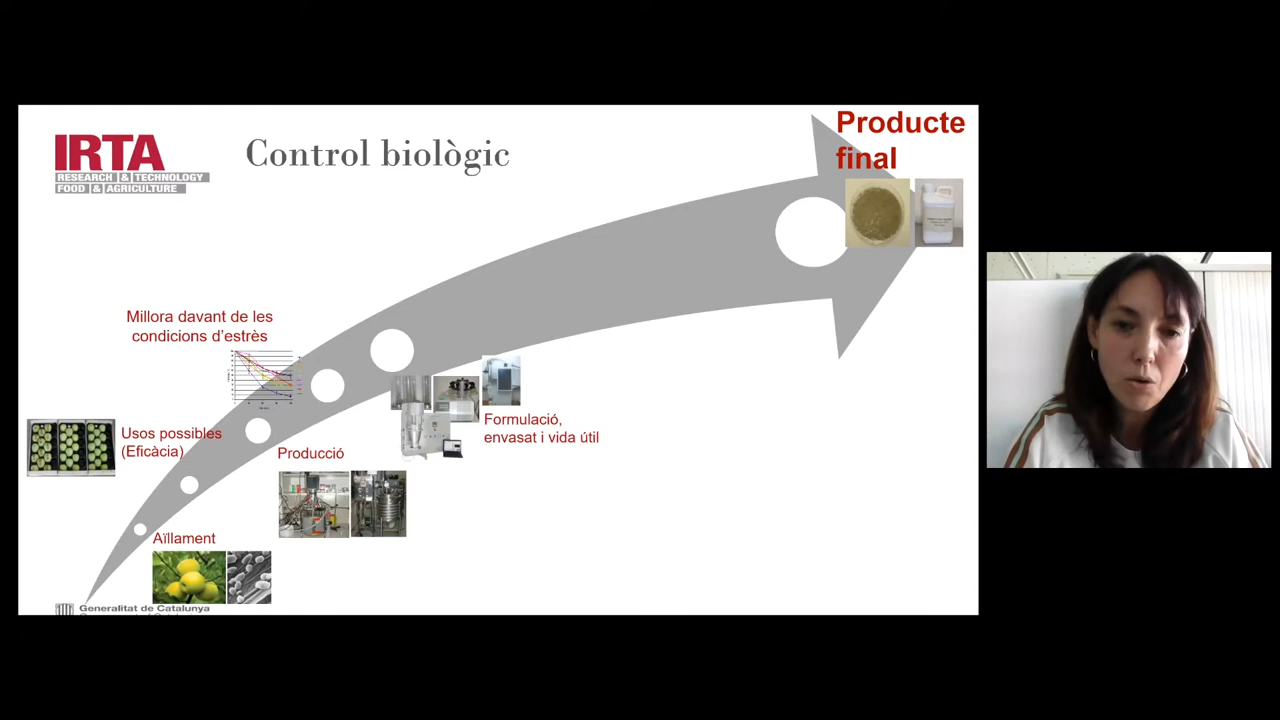 IRTA
RESEARCH & TECHNOLOGY
FOOD & AGRICULTURE
Control biològic
Producte
final
Millora davant de les
condicions d'estrès
Usos possibles
(Eficàcia)
Formulació,
envasat i vida útil
Producció
Aïllament
Generalitat de Catalunya